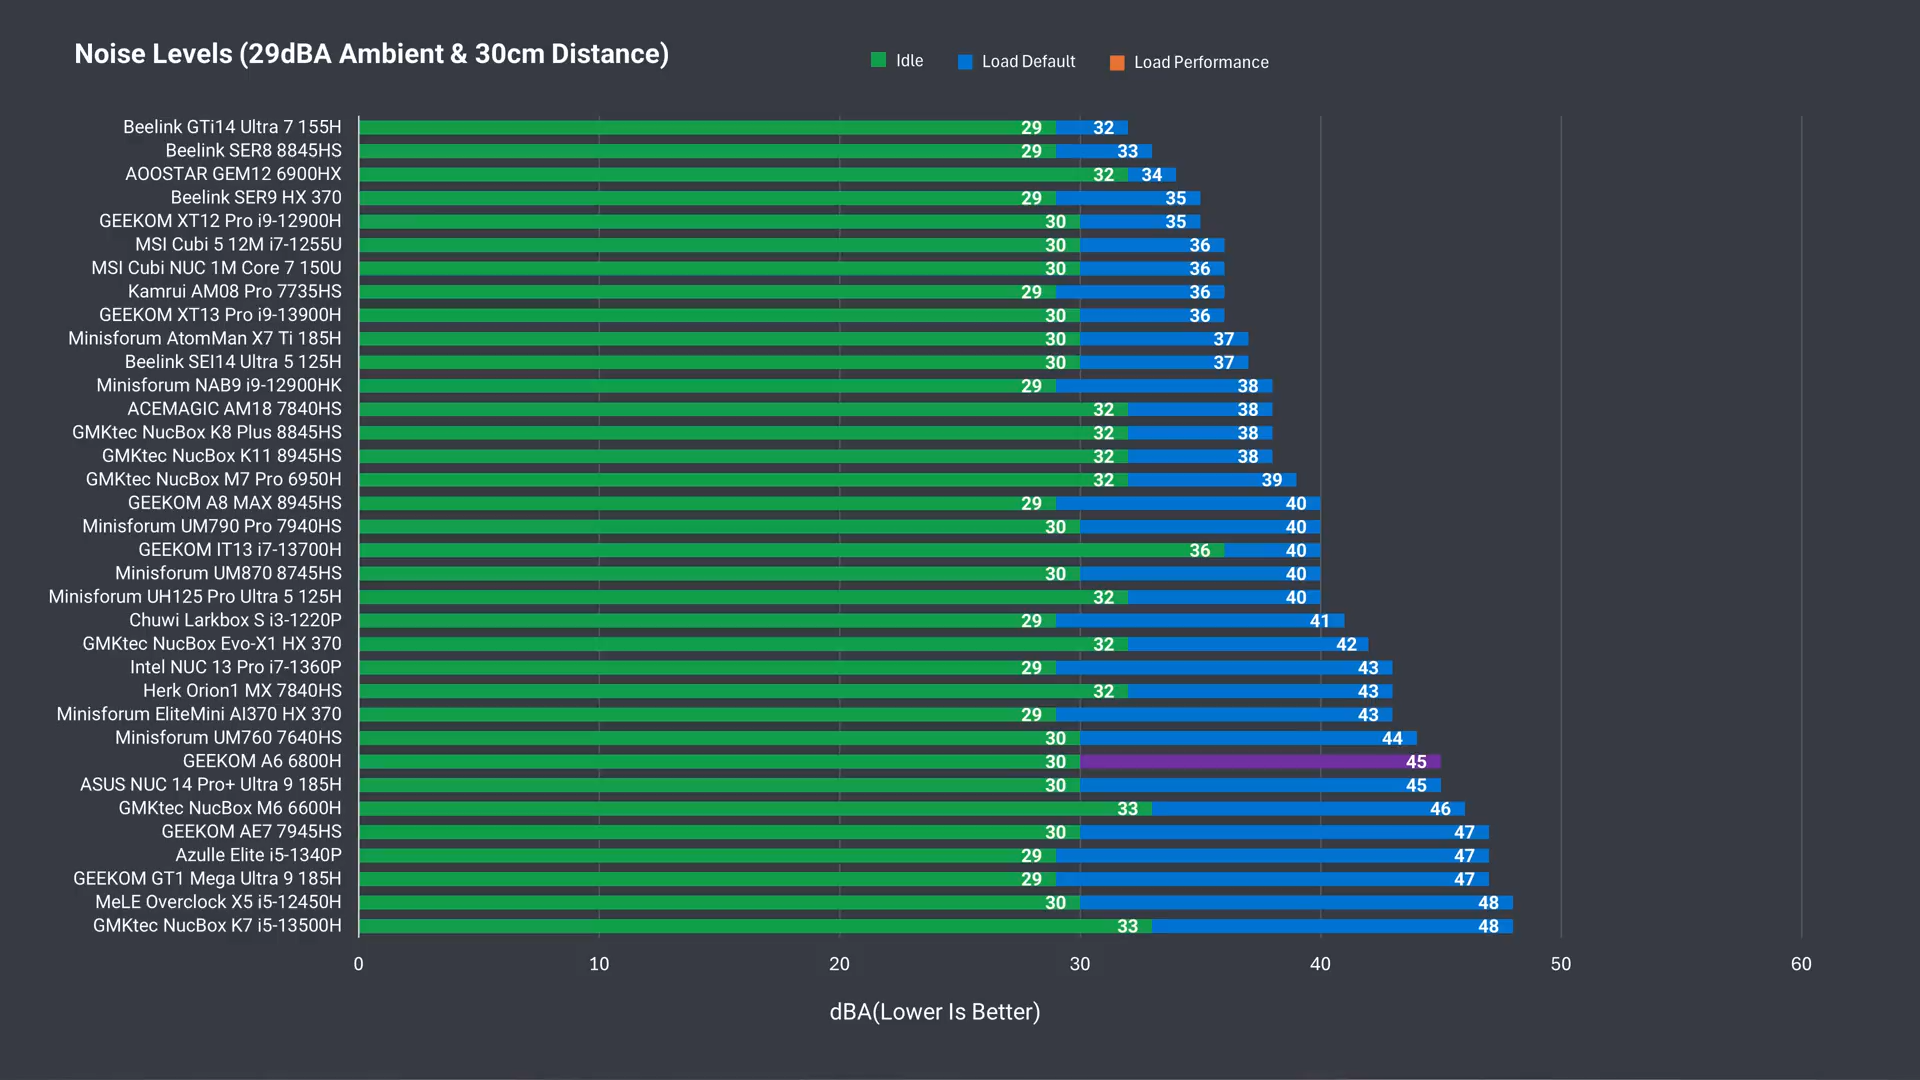 Noise Levels (29dBA Ambient & 30cm Distance)
Idle Load Default Load Performance
Beelink GTi14 Ultra 7 155H 29 32
Beelink SER8 8845HS 29 33
AOOSTAR GEM12 6900HX 32 34
Beelink SER9 HX 370 29 35
GEEKOM XT12 Pro i9-12900H 30 35
MSI Cubi 5 12M i7-1255U 30 36
MSI Cubi NUC 1M Core 7 150U 30 36
Kamrui AM08 Pro 7735HS 29 36
GEEKOM XT13 Pro i9-13900H 30 36
Minisforum AtomMan X7 Ti 185H 30 37
Beelink SEI14 Ultra 5 125H 30 37
Minisforum NAB9 i9-12900HK 29 38
ACEMAGIC AM18 7840HS 32 38
GMKtec NucBox K8 Plus 8845HS 32 38
GMKtec NucBox K11 8945HS 32 38
GMKtec NucBox M7 Pro 6950H 32 39
GEEKOM A8 MAX 8945HS 29 40
Minisforum UM790 Pro 7940HS 30 40
GEEKOM IT13 i7-13700H 36 40
Minisforum UM870 8745HS 30 40
Minisforum UH125 Pro Ultra 5 125H 32 40
Chuwi Larkbox S i3-1220P 29 41
GMKtec NucBox Evo-X1 HX 370 32 42
Intel NUC 13 Pro i7-1360P 29 43
Herk Orion1 MX 7840HS 32 43
Minisforum EliteMini AI370 HX 370 29 43
Minisforum UM760 7640HS 30 44
GEEKOM A6 6800H 30 45
ASUS NUC 14 Pro+ Ultra 9 185H 30 45
GMKtec NucBox M6 6600H 33 46
GEEKOM AE7 7945HS 30 47
Azulle Elite i5-1340P 29 47
GEEKOM GT1 Mega Ultra 9 185H 29 47
MeLE Overclock X5 i5-12450H 30 48
GMKtec NucBox K7 i5-13500H 33 48
0 10 20 30 40 50 60
dBA(Lower Is Better)